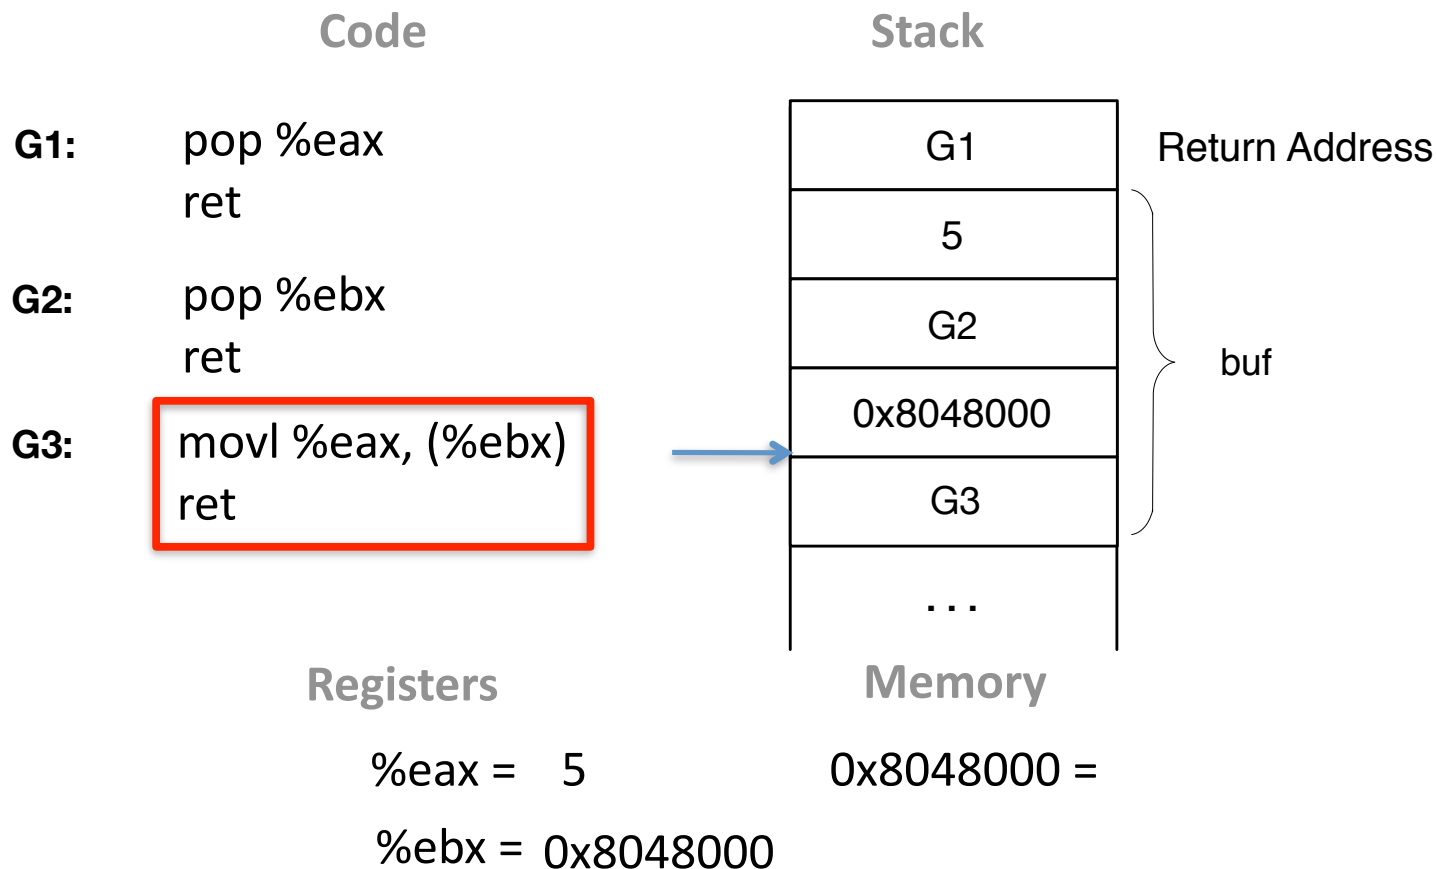 Code
G1: pop %eax
ret
G2: pop %ebx
ret
G3: movl %eax, (%ebx)
ret
Stack
G1 Return Address
5
G2
buf
0x8048000
G3
...
Registers
%eax = 5
%ebx = 0x8048000
Memory
0x8048000 =